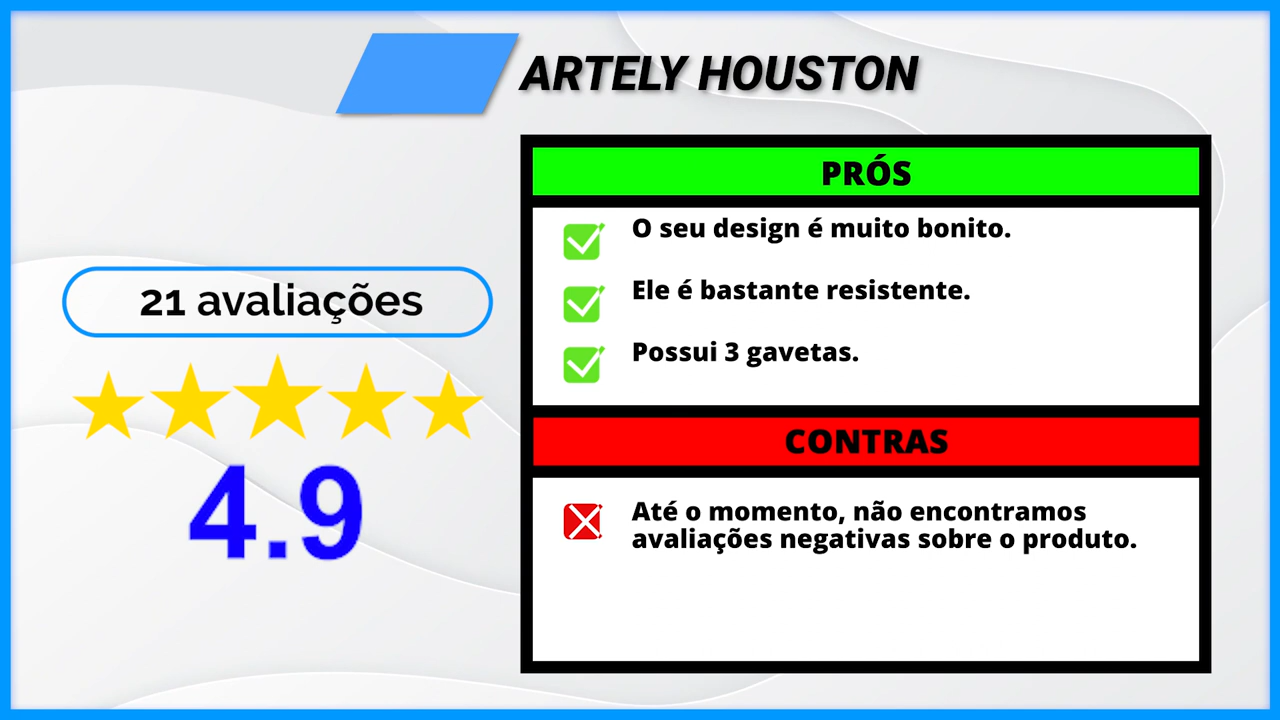 ARTELY HOUSTON
21 avaliações
4.9
PRÓS
O seu design é muito bonito.
Ele é bastante resistente.
Possui 3 gavetas.
CONTRAS
Até o momento, não encontramos
avaliações negativas sobre o produto.